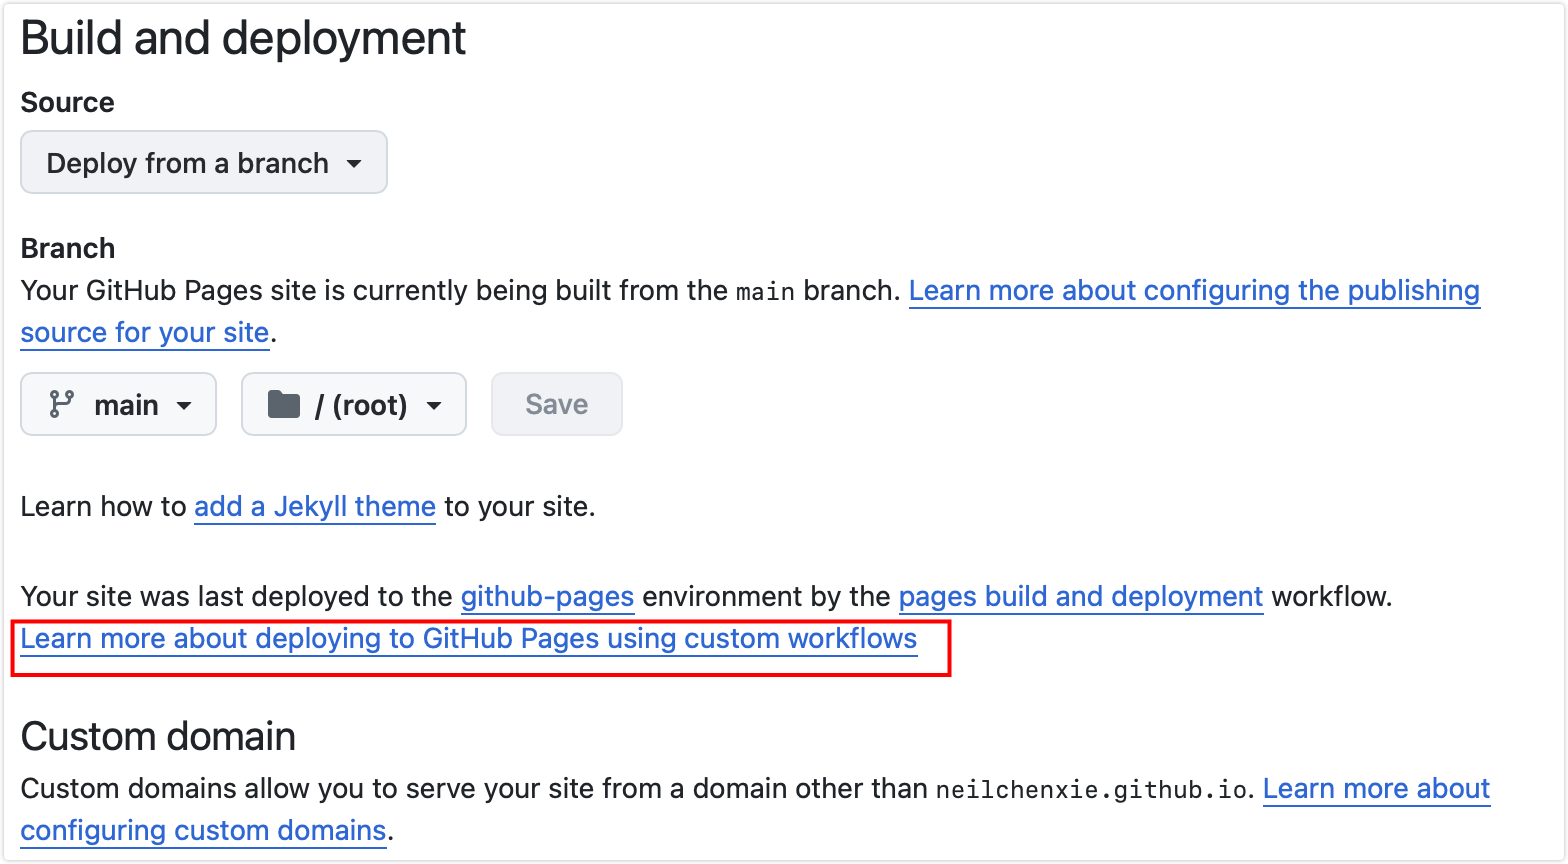 Build and deployment
Source
Deploy from a branch
Branch
Your GitHub Pages site is currently being built from the main branch. Learn more about configuring the publishing
source for your site.
main
/ (root)
Save
Learn how to add a Jekyll theme to your site.
Your site was last deployed to the github-pages environment by the pages build and deployment workflow.
Learn more about deploying to GitHub Pages using custom workflows
Custom domain
Custom domains allow you to serve your site from a domain other than neilchenxie.github.io. Learn more about
configuring custom domains.